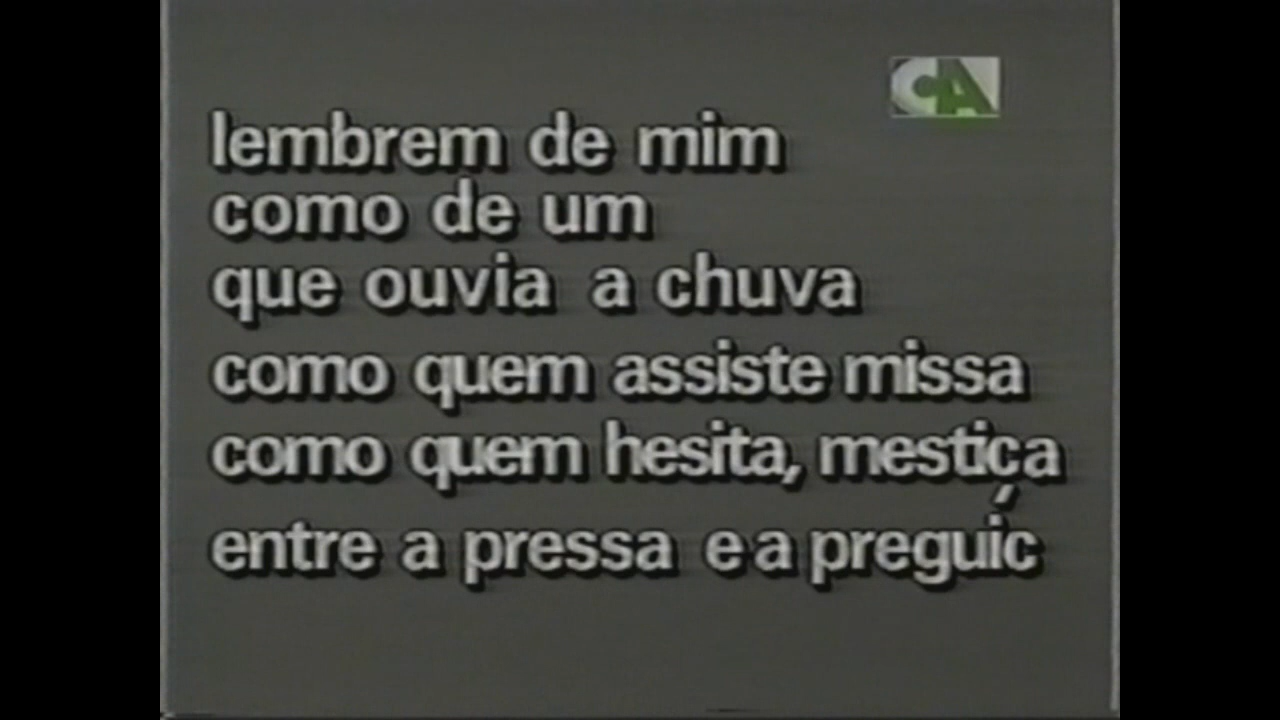 CA
lembrem de mim
como de um
que ouvia a chuva
como quem assiste missa
como quem hesita, mestiça
entre a pressa e a preguíc